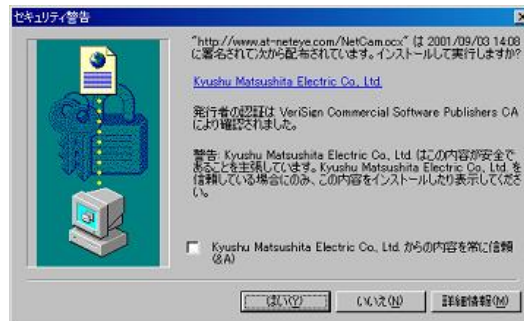 セキュリティ警告
"http://www.at-neteye.com/NetCam.ocx" は 2001/09/03 14:08
に署名されて次から配布されています。インストールして実行しますか?
Kyushu Matsushita Electric Co., Ltd.
発行者の認証は VeriSign Commercial Software Publishers CA
により確認されました。
警告: Kyushu Matsushita Electric Co., Ltd. はこの内容が安全で
あることを主張しています。Kyushu Matsushita Electric Co., Ltd. を
信頼している場合にのみ、この内容をインストールしたり表示してくださ
い。
Kyushu Matsushita Electric Co., Ltd. からの内容を常に信頼
(&A)
はい(Y)
いいえ(N)
詳細情報(M)